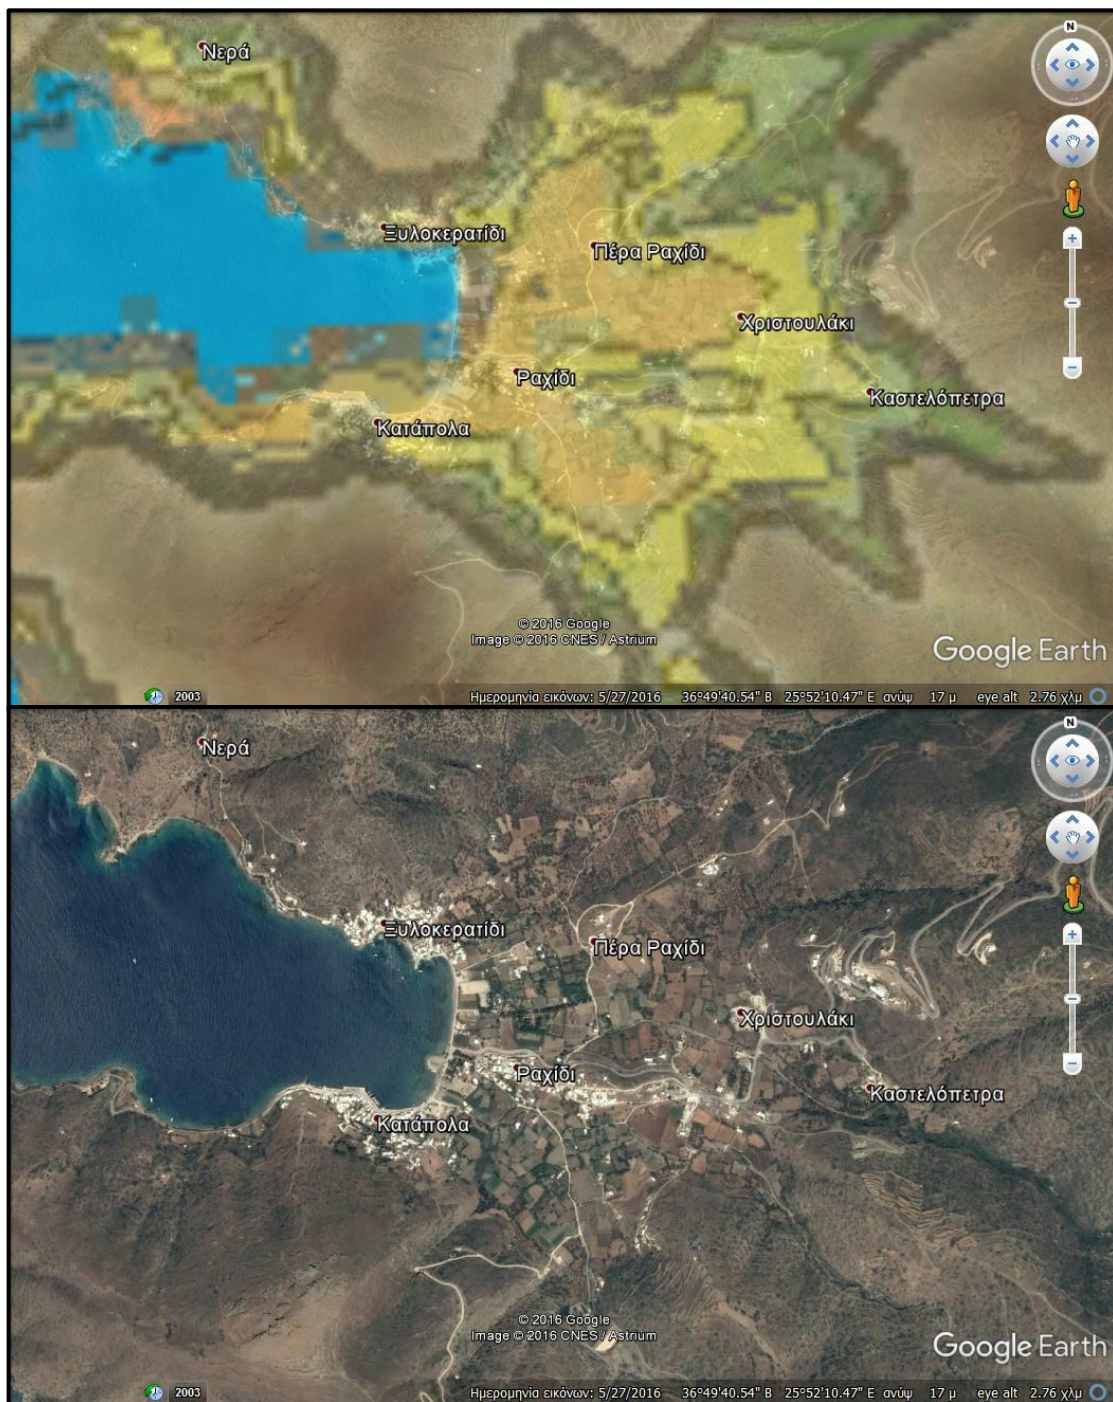 Νερά
N
Ξυλοκερατίδι
Πέρα Ραχίδι
Χριστουλάκι
Ραχίδι
Καστελόπετρα
Κατάπολα
© 2016 Google
Image © 2016 CNES / Astrium
Google Earth
2003
Ημερομηνία εικόνων: 5/27/2016 36°49'40.54" Β 25°52'10.47" Ε ανύψ 17 μ eye alt 2.76 χλμ
Νερά
N
Ξυλοκερατίδι
Πέρα Ραχίδι
Χριστουλάκι
Ραχίδι
Καστελόπετρα
Κατάπολα
© 2016 Google
Image © 2016 CNES / Astrium
Google Earth
2003
Ημερομηνία εικόνων: 5/27/2016 36°49'40.54" Β 25°52'10.47" Ε ανύψ 17 μ eye alt 2.76 χλμ